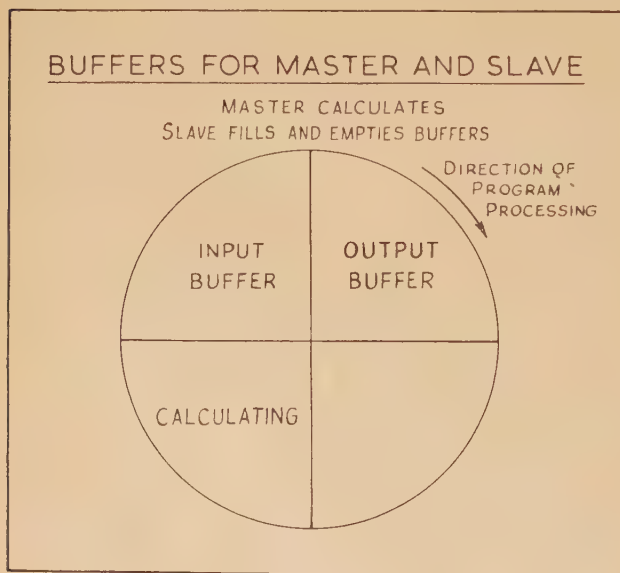 BUFFERS FOR MASTER AND SLAVE
MASTER CALCULATES
SLAVE FILLS AND EMPTIES BUFFERS
DIRECTION OF
PROGRAM
PROCESSING
INPUT
BUFFER
OUTPUT
BUFFER
CALCULATING